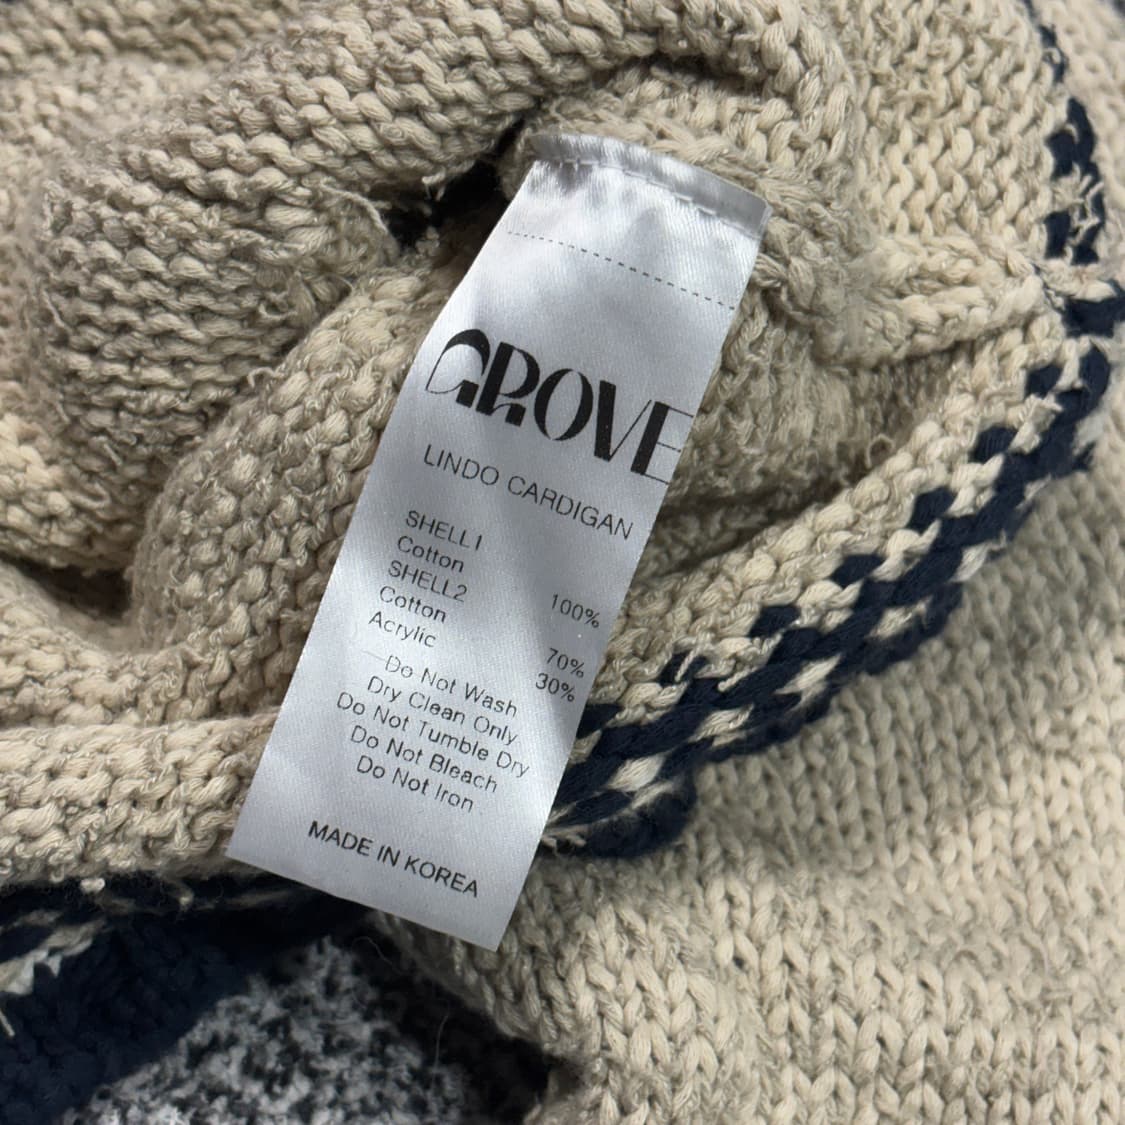 GROVE
LINDO CARDIGAN
SHELL1
Cotton 100%
SHELL2
Cotton 70%
Acrylic 30%
Do Not Wash
Dry Clean Only
Do Not Tumble Dry
Do Not Bleach
Do Not Iron
MADE IN KOREA